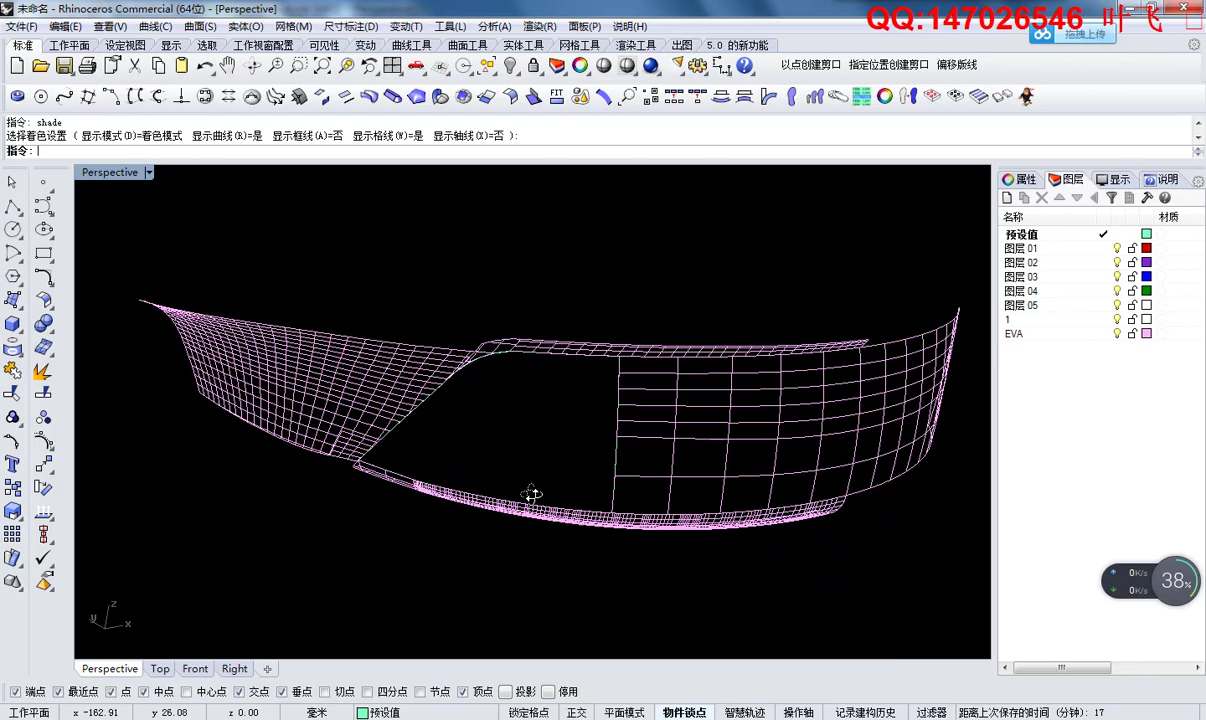 未命名 - Rhinoceros Commercial (64位) - [Perspective]
QQ:147026546 叶飞
文件(F) 编辑(E) 查看(V) 曲线(C) 曲面(S) 实体(O) 网格(M) 尺寸标注(D) 变动(T) 工具(L) 分析(A) 渲染(R) 面板(P) 说明(H)
拖拽上传
标准 工作平面 设定视图 显示 选取 工作视窗配置 可见性 变动 曲线工具 曲面工具 实体工具 网格工具 渲染工具 出图 5.0 的新功能
以点创建剪口 指定位置创建剪口 偏移版线
FIT
指令: shade
选择着色设置 ( 显示模式(D)=着色模式 显示曲线(R)=是 显示框线(A)=否 显示格线(W)=是 显示轴线(X)=否 ):
指令:
Perspective
属性 图层 显示 说明
名称 材质
预设值
图层 01
图层 02
图层 03
图层 04
图层 05
1
EVA
0K/s
0K/s
38%
z
y
x
Perspective Top Front Right
端点 最近点 点 中点 中心点 交点 垂点 切点 四分点 节点 顶点 投影 停用
工作平面 x -162.91 y 26.08 z 0.00 毫米 预设值 锁定格点 正交 平面模式 物件锁点 智慧轨迹 操作轴 记录建构历史 过滤器 距离上次保存的时间 (分钟): 17